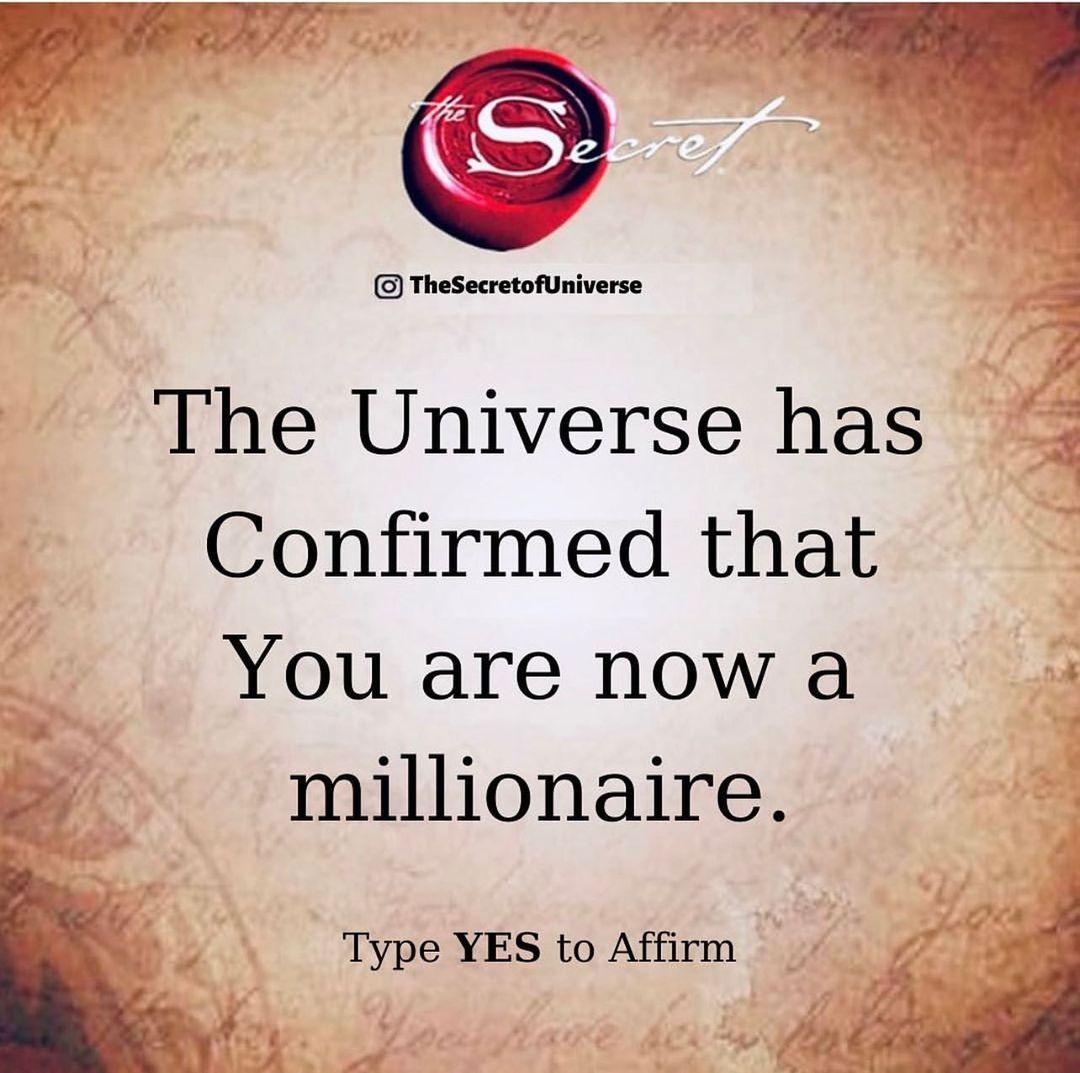 the Secret
TheSecretofUniverse
The Universe has
Confirmed that
You are now a
millionaire.
Type YES to Affirm